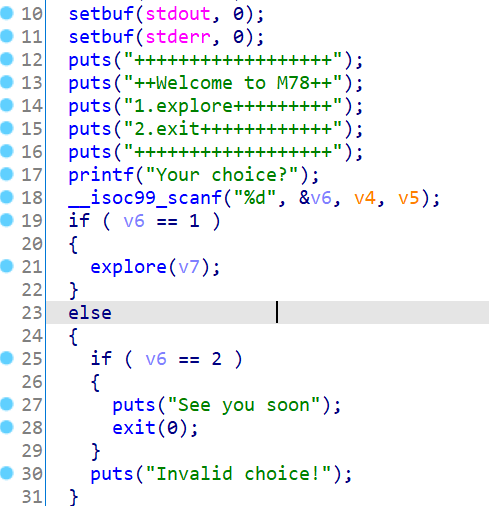 10 setbuf(stdout, 0);
11 setbuf(stderr, 0);
12 puts("++++++++++++++++++");
13 puts("++Welcome to M78++");
14 puts("1.explore+++++++++");
15 puts("2.exit++++++++++++");
16 puts("++++++++++++++++++");
17 printf("Your choice?");
18 __isoc99_scanf("%d", &v6, v4, v5);
19 if ( v6 == 1 )
20 {
21 explore(v7);
22 }
23 else
24 {
25 if ( v6 == 2 )
26 {
27 puts("See you soon");
28 exit(0);
29 }
30 puts("Invalid choice!");
31 }